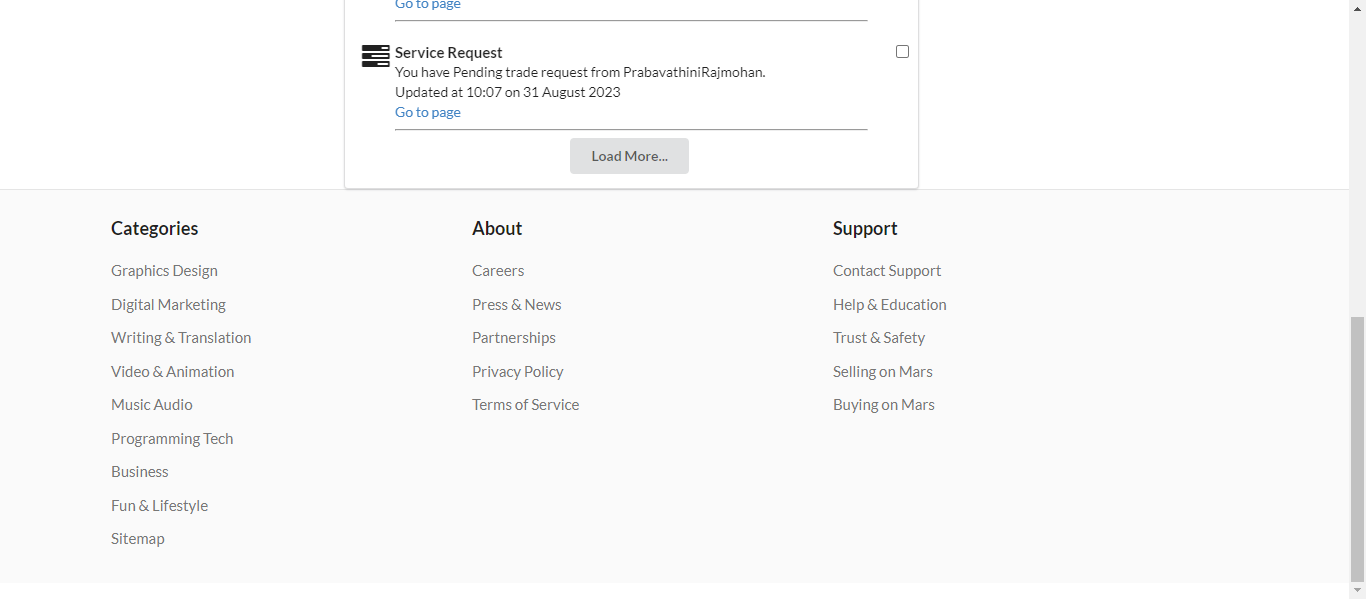 Go to page
Service Request
You have Pending trade request from PrabavathiniRajmohan.
Updated at 10:07 on 31 August 2023
Go to page
Load More...
Categories
Graphics Design
Digital Marketing
Writing & Translation
Video & Animation
Music Audio
Programming Tech
Business
Fun & Lifestyle
Sitemap
About
Careers
Press & News
Partnerships
Privacy Policy
Terms of Service
Support
Contact Support
Help & Education
Trust & Safety
Selling on Mars
Buying on Mars